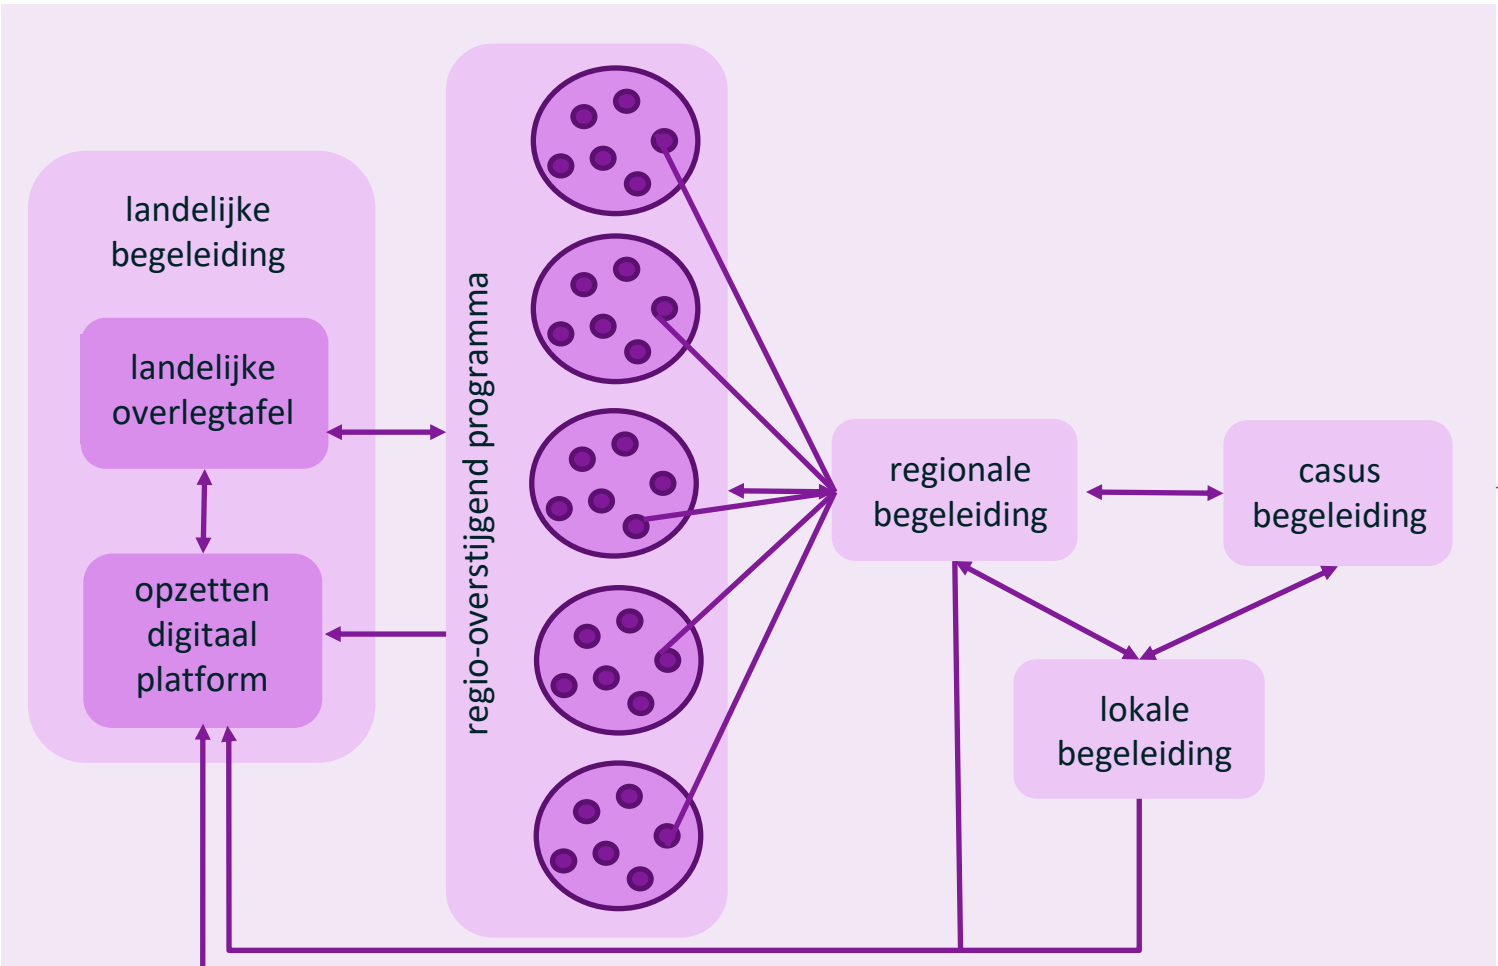 landelijke
begeleiding
landelijke
overlegtafel
opzetten
digitaal
platform
regio-overstijgend programma
regionale
begeleiding
casus
begeleiding
lokale
begeleiding